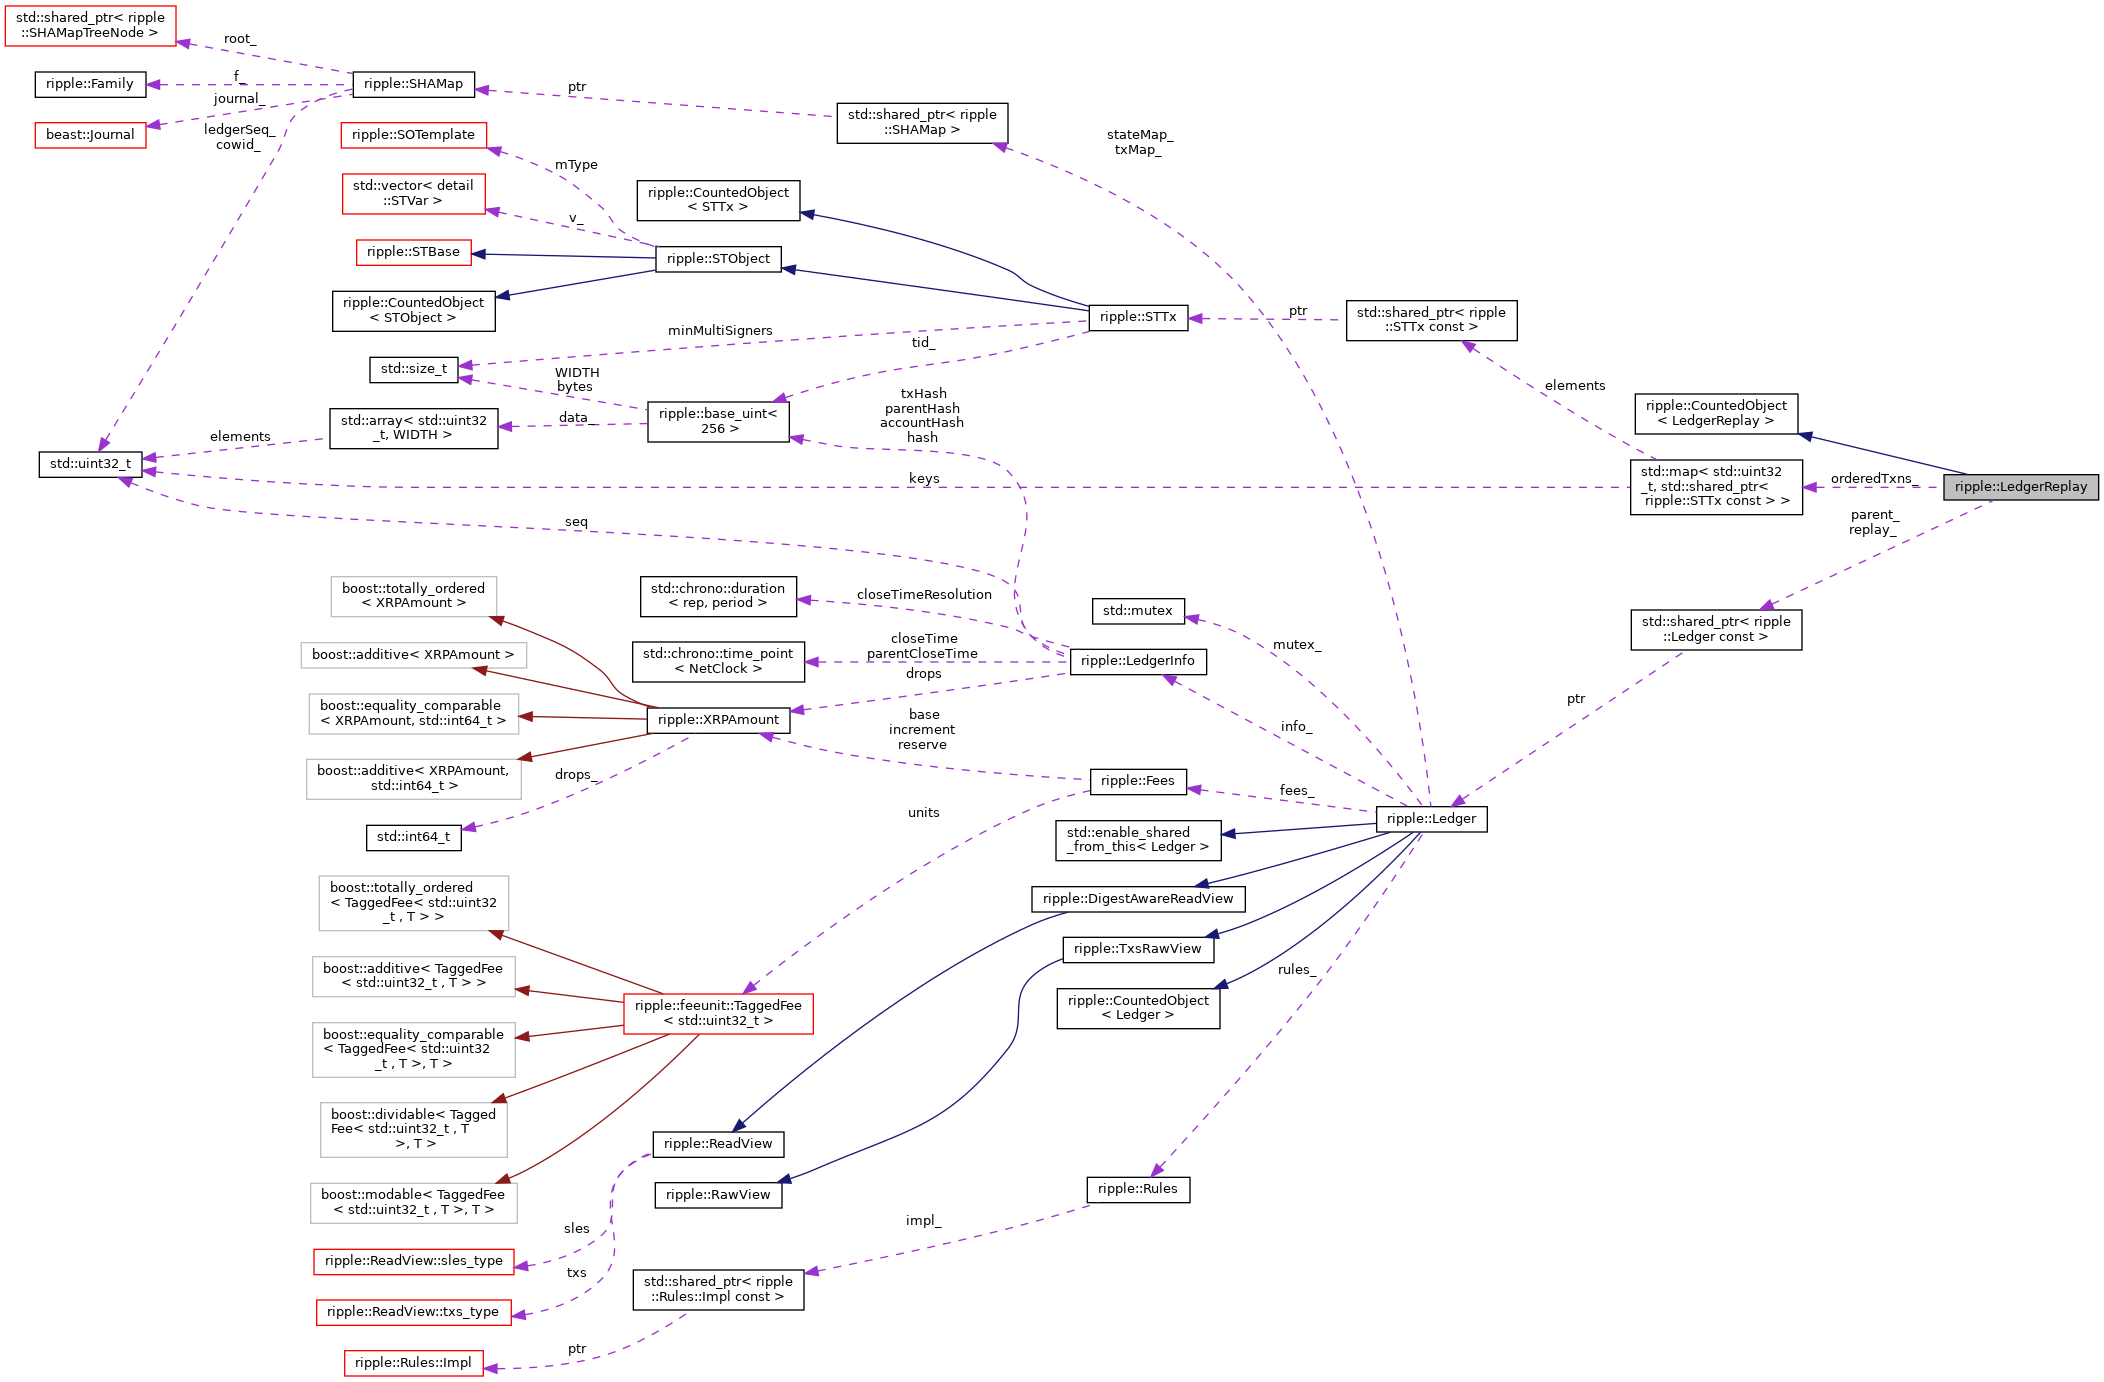 std::shared_ptr< ripple
::SHAMapTreeNode >
root_
ripple::Family
f_
ripple::SHAMap
journal_
beast::Journal
ledgerSeq_
cowid_
ptr
std::shared_ptr< ripple
::SHAMap >
stateMap_
txMap_
ripple::SOTemplate
mType
std::vector< detail
::STVar >
v_
ripple::CountedObject
< STTx >
ripple::STBase
ripple::STObject
ripple::CountedObject
< STObject >
ripple::STTx
ptr
std::shared_ptr< ripple
::STTx const >
minMultiSigners
tid_
std::size_t
WIDTH
bytes
elements
txHash
parentHash
accountHash
hash
ripple::base_uint<
256 >
data_
std::array< std::uint32
_t, WIDTH >
elements
std::uint32_t
keys
seq
ripple::CountedObject
< LedgerReplay >
std::map< std::uint32
_t, std::shared_ptr<
ripple::STTx const > >
orderedTxns_
ripple::LedgerReplay
parent_
replay_
boost::totally_ordered
< XRPAmount >
std::chrono::duration
< rep, period >
closeTimeResolution
std::mutex
std::shared_ptr< ripple
::Ledger const >
boost::additive< XRPAmount >
std::chrono::time_point
< NetClock >
closeTime
parentCloseTime
ripple::LedgerInfo
mutex_
drops
boost::equality_comparable
< XRPAmount, std::int64_t >
ripple::XRPAmount
base
increment
reserve
info_
ptr
boost::additive< XRPAmount,
std::int64_t >
drops_
ripple::Fees
fees_
units
ripple::Ledger
std::int64_t
std::enable_shared
_from_this< Ledger >
boost::totally_ordered
< TaggedFee< std::uint32
_t , T > >
ripple::DigestAwareReadView
ripple::TxsRawView
boost::additive< TaggedFee
< std::uint32_t , T > >
rules_
ripple::feeunit::TaggedFee
< std::uint32_t >
ripple::CountedObject
< Ledger >
boost::equality_comparable
< TaggedFee< std::uint32
_t , T >, T >
boost::dividable< Tagged
Fee< std::uint32_t , T
>, T >
ripple::ReadView
boost::modable< TaggedFee
< std::uint32_t , T >, T >
ripple::RawView
ripple::Rules
sles
impl_
ripple::ReadView::sles_type
txs
std::shared_ptr< ripple
::Rules::Impl const >
ripple::ReadView::txs_type
ptr
ripple::Rules::Impl